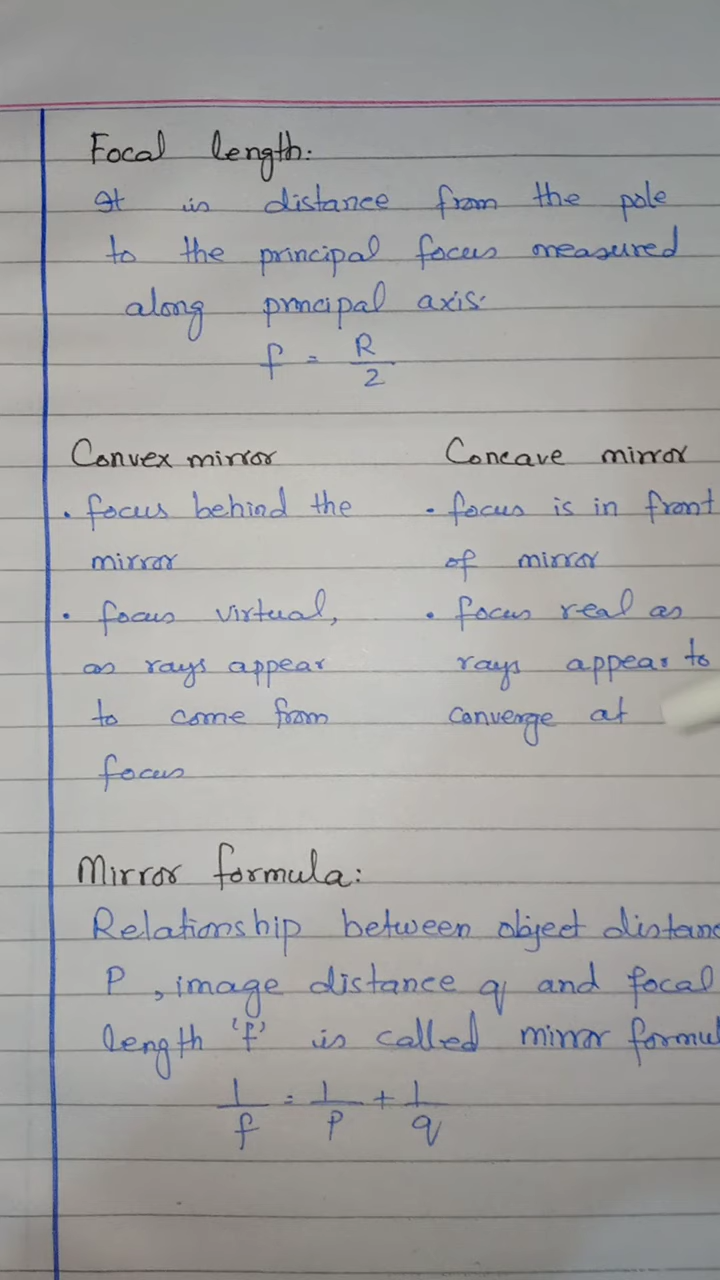 Focal length:
It is distance from the pole
to the principal focus measured
along principal axis.
f = R/2
Convex mirror
• focus behind the
mirror
• focus virtual,
as rays appear
to come from
focus
Concave mirror
• focus is in front
of mirror
• focus real as
rays appear to
converge at
Mirror formula:
Relationship between object distanc
P, image distance q and focal
length 'f' is called mirror formul
1/f = 1/P + 1/q